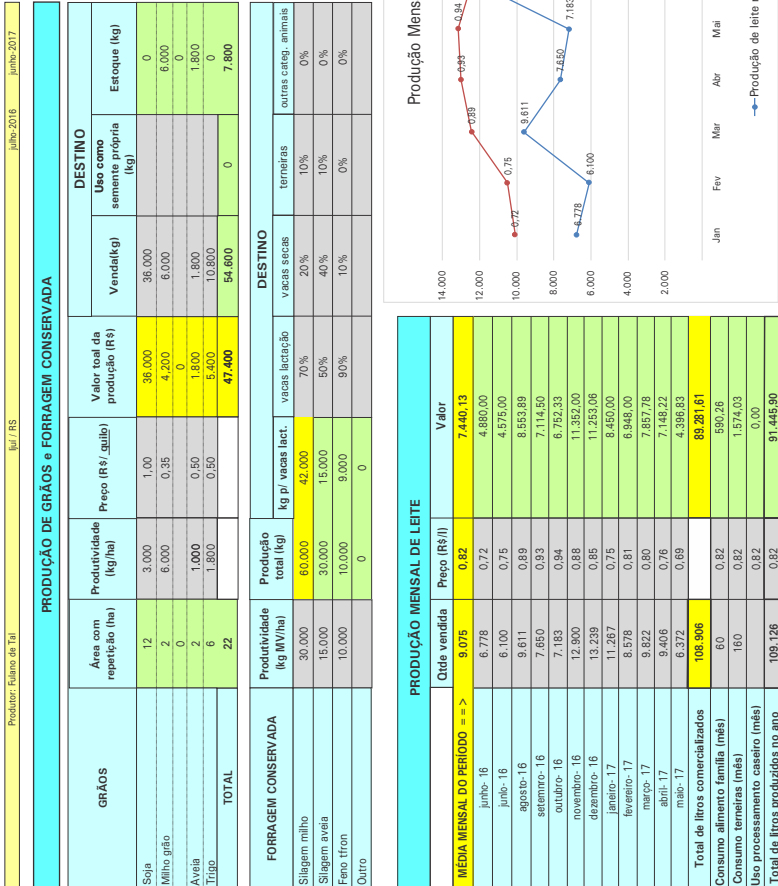 Produtor: Fulano de Tal Ijuí / RS julho-2016 junho-2017
PRODUÇÃO DE GRÃOS e FORRAGEM CONSERVADA
DESTINO
GRÃOS Área com repetição (ha) Produtividade (kg/ha) Preço (R$/ quilo) Valor toal da produção (R$) Venda(kg) Uso como semente própria (kg) Estoque (kg)
Soja 12 3.000 1,00 36.000 36.000 0
Milho grão 2 6.000 0,35 4.200 6.000 6.000
0 0 0
Aveia 2 1.000 0,50 1.800 1.800 1.800
Trigo 6 1.800 0,50 5.400 10.800 0
TOTAL 22 47.400 54.600 0 7.800
DESTINO
FORRAGEM CONSERVADA Produtividade (kg MV/ha) Produção total (kg) kg p/ vacas lact. vacas lactação vacas secas terneiras outras categ. animais
Silagem milho 30.000 60.000 42.000 70% 20% 10% 0%
Silagem aveia 15.000 30.000 15.000 50% 40% 10% 0%
Feno tfron 10.000 10.000 9.000 90% 10% 0% 0%
Outro 0 0
PRODUÇÃO MENSAL DE LEITE
Qtde vendida Preço (R$/l) Valor
MÉDIA MENSAL DO PERÍODO = = > 9.075 0,82 7.440,13
junho- 16 6.778 0,72 4.880,00
junlo- 16 6.100 0,75 4.575,00
agosto- 16 9.611 0,89 8.553,89
setemnro- 16 7.650 0,93 7.114,50
outubro- 16 7.183 0,94 6.752,33
novembro- 16 12.900 0,88 11.352,00
dezembro- 16 13.239 0,85 11.253,06
janeiro- 17 11.267 0,75 8.450,00
fevereiro- 17 8.578 0,81 6.948,00
março- 17 9.822 0,80 7.857,78
abril- 17 9.406 0,76 7.148,22
maio- 17 6.372 0,69 4.396,83
Total de litros comercializados 108.906 89.281,61
Consumo alimento família (mês) 60 0,82 590,26
Consumo terneiras (mês) 160 0,82 1.574,03
Uso processamento caseiro (mês) 0,82 0,00
Total de litros produzidos no ano 109.126 0,82 91.445,90
Produção Mens
14.000
12.000
10.000
8.000
6.000
4.000
2.000
0,72 0,75 0,89 0,93 0,94
6.778 6.100 9.611 7.650 7.183
Jan Fev Mar Abr Mai
Produção de leite